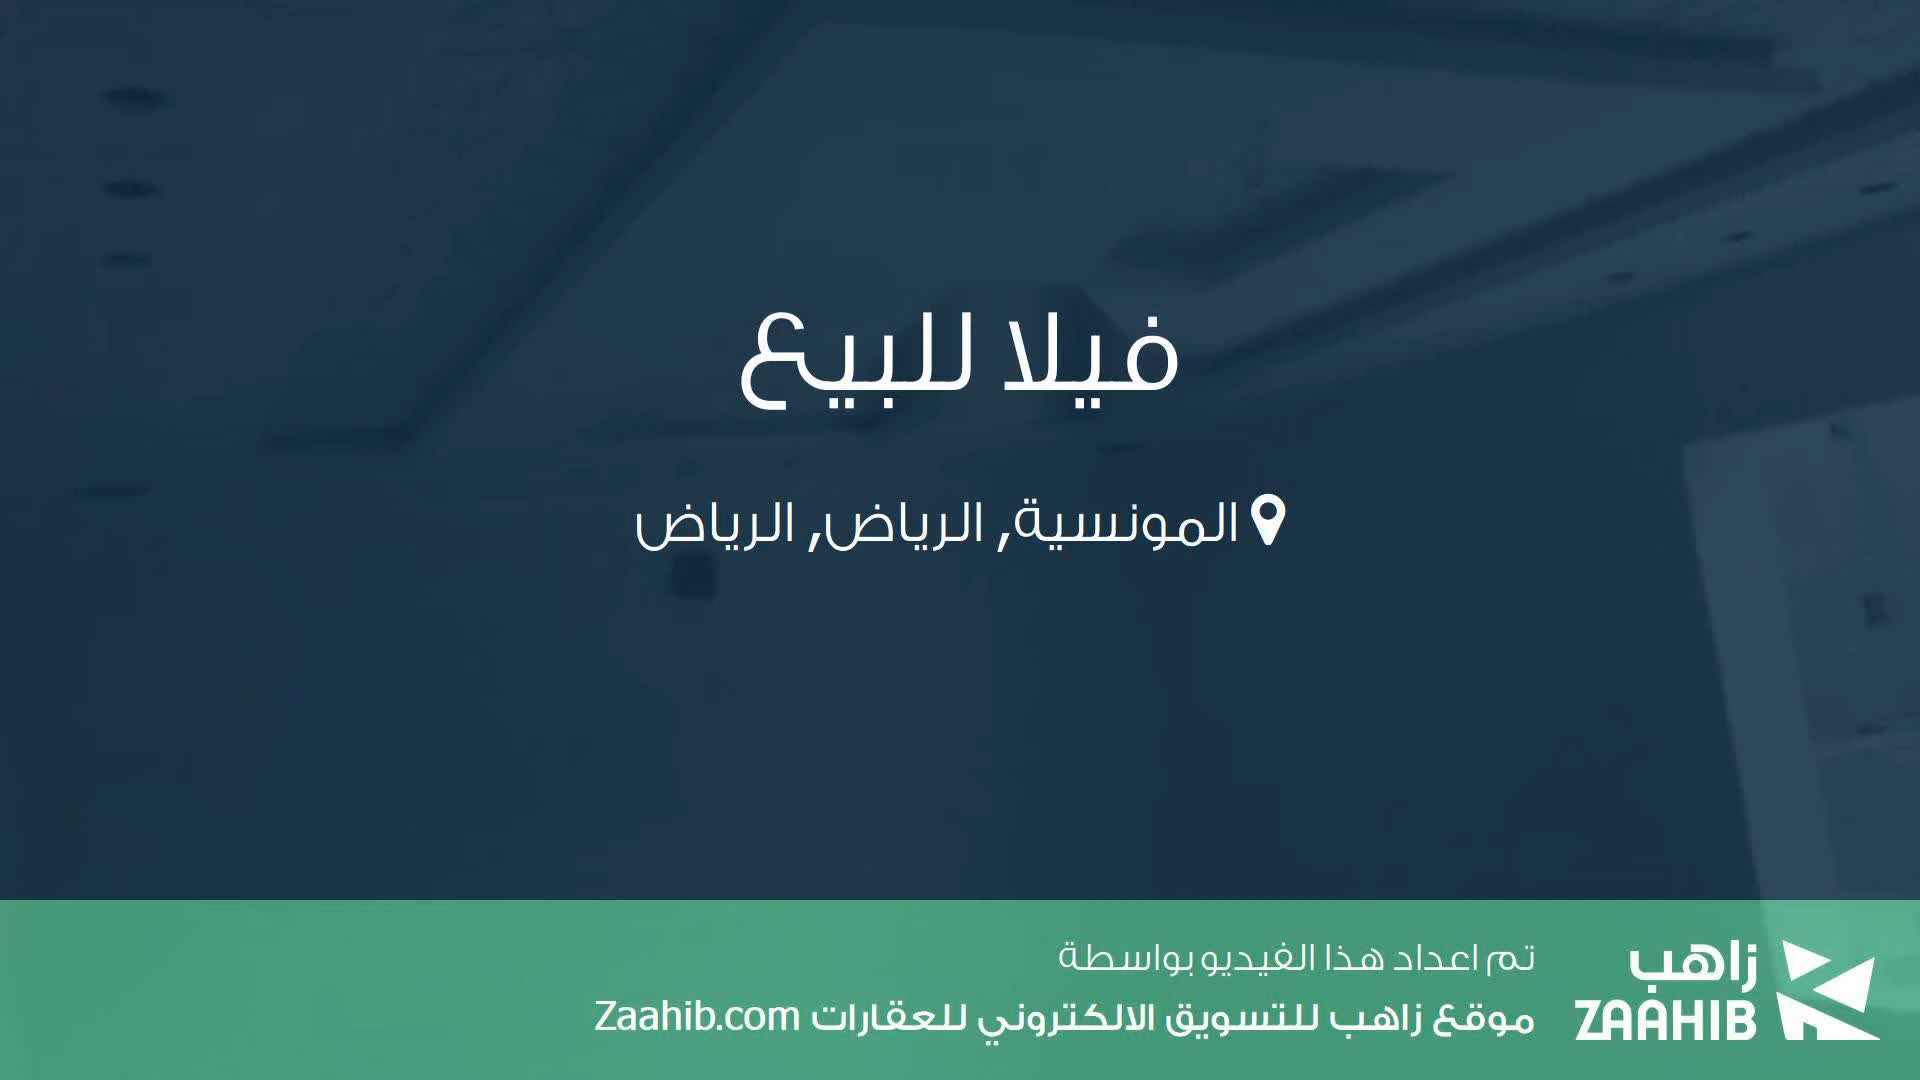 فيلا للبيع
المونسية, الرياض, الرياض
تم اعداد هذا الفيديو بواسطة
موقع زاهب للتسويق الالكتروني للعقارات Zaahib.com
زاهب
ZAAHIB